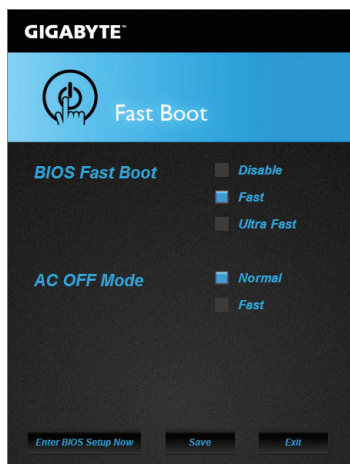 GIGABYTE™
Fast Boot
BIOS Fast Boot
Disable
Fast
Ultra Fast
AC OFF Mode
Normal
Fast
Enter BIOS Setup Now Save Exit